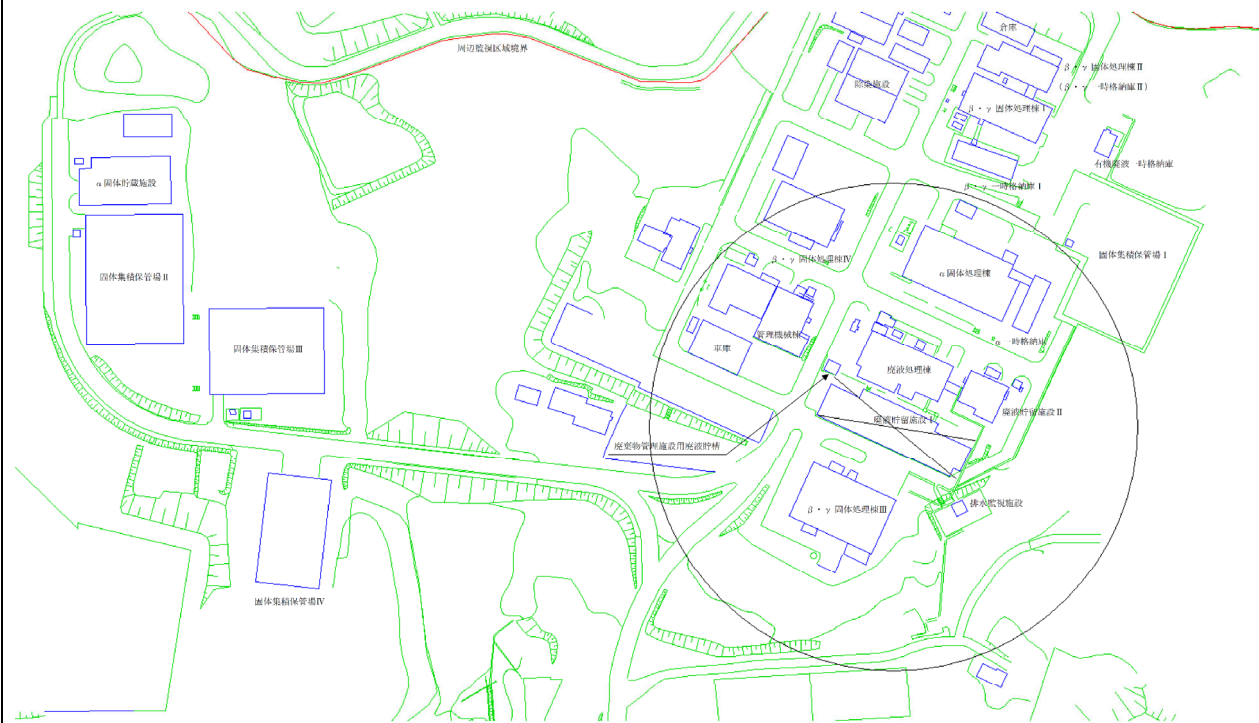 倉庫
周辺監視区域境界
β・γ 固体処理棟Ⅱ
(β・γ 一時格納庫Ⅱ)
除染施設
β・γ 固体処理棟Ⅰ
有機廃液一時格納庫
α固体貯蔵施設
β・γ 一時格納庫Ⅰ
固体集積保管場Ⅰ
β・γ 固体処理棟Ⅳ
α固体処理棟
固体集積保管場Ⅱ
管理機械棟
α一時格納庫
固体集積保管場Ⅲ
車庫
廃液処理棟
廃液貯留施設Ⅰ
廃液貯留施設Ⅱ
廃棄物管理施設用廃液貯槽
排水監視施設
β・γ 固体処理棟Ⅲ
固体集積保管場Ⅳ